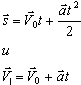 s⃗ = V⃗₀t + a⃗t²/2
u
V⃗₁ = V⃗₀ + a⃗t